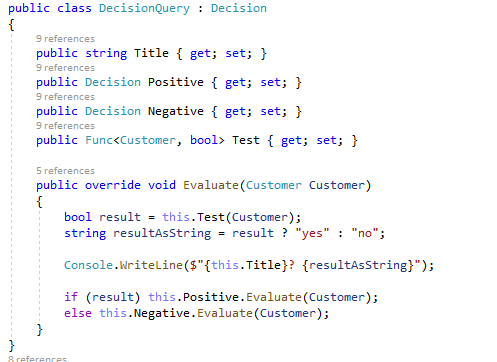 public class DecisionQuery : Decision
{
9 references
public string Title { get; set; }
9 references
public Decision Positive { get; set; }
9 references
public Decision Negative { get; set; }
9 references
public Func<Customer, bool> Test { get; set; }
5 references
public override void Evaluate(Customer Customer)
{
bool result = this.Test(Customer);
string resultAsString = result ? "yes" : "no";
Console.WriteLine($"{this.Title}? {resultAsString}");
if (result) this.Positive.Evaluate(Customer);
else this.Negative.Evaluate(Customer);
}
}
8 references